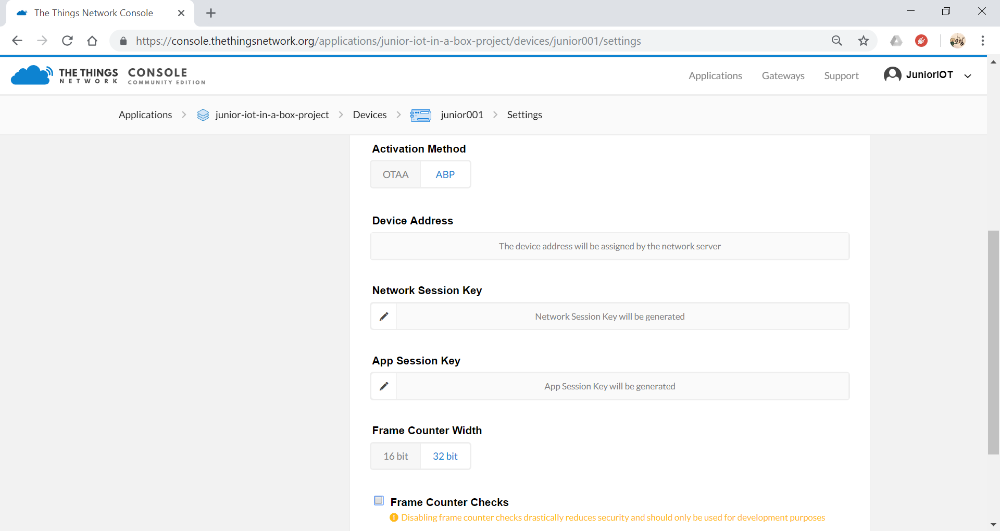 The Things Network Console
https://console.thethingsnetwork.org/applications/junior-iot-in-a-box-project/devices/junior001/settings
THE THINGS NETWORK CONSOLE COMMUNITY EDITION
Applications Gateways Support JuniorIOT
Applications junior-iot-in-a-box-project Devices junior001 Settings
Activation Method
OTAA ABP
Device Address
The device address will be assigned by the network server
Network Session Key
Network Session Key will be generated
App Session Key
App Session Key will be generated
Frame Counter Width
16 bit 32 bit
Frame Counter Checks
Disabling frame counter checks drastically reduces security and should only be used for development purposes